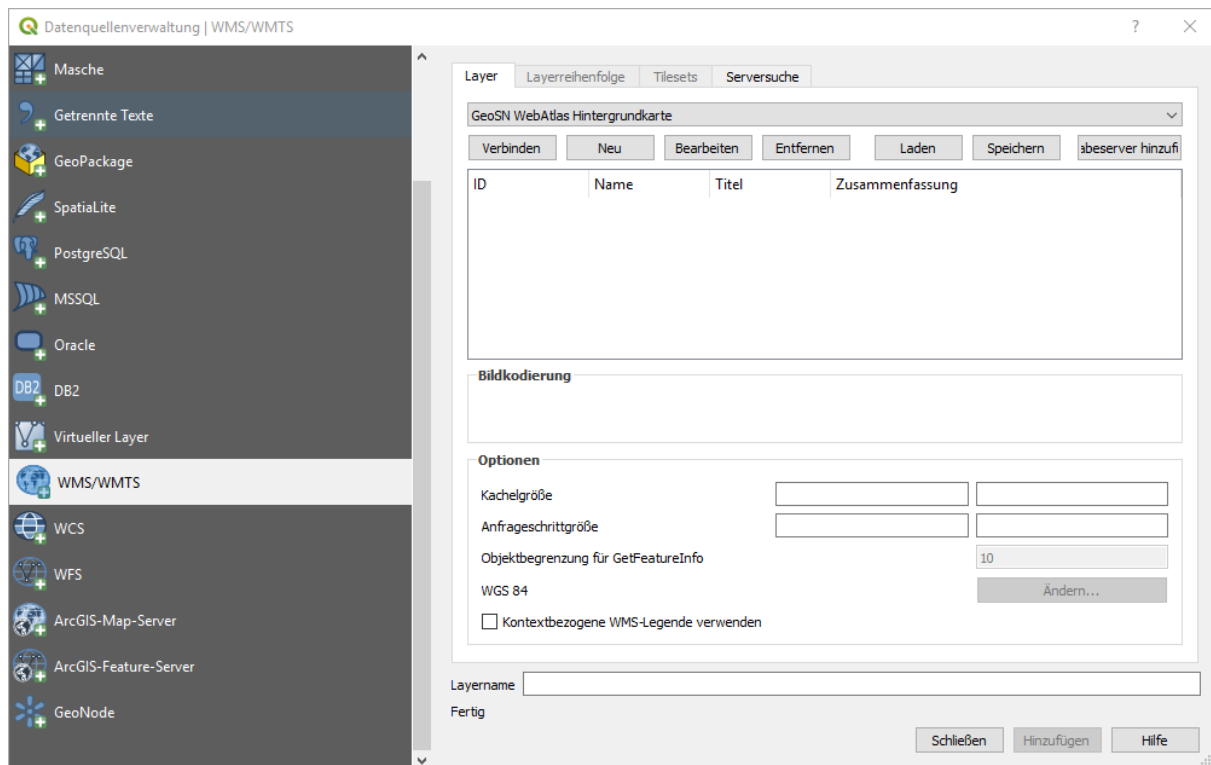 Datenquellenverwaltung | WMS/WMTS
Masche
Getrennte Texte
GeoPackage
SpatiaLite
PostgreSQL
MSSQL
Oracle
DB2 DB2
Virtueller Layer
WMS/WMTS
WCS
WFS
ArcGIS-Map-Server
ArcGIS-Feature-Server
GeoNode
Layer Layerreihenfolge Tilesets Serversuche
GeoSN WebAtlas Hintergrundkarte
Verbinden Neu Bearbeiten Entfernen Laden Speichern abeserver hinzufi
ID Name Titel Zusammenfassung
Bildkodierung
Optionen
Kachelgröße
Anfrageschrittgröße
Objektbegrenzung für GetFeatureInfo 10
WGS 84 Ändern...
Kontextbezogene WMS-Legende verwenden
Layername
Fertig
Schließen Hinzufügen Hilfe